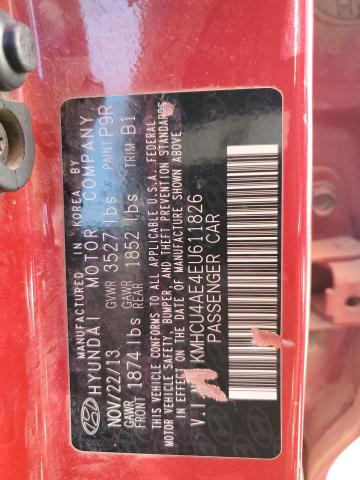 MANUFACTURED IN KOREA BY
HYUNDAI MOTOR COMPANY
NOV/22/13 GVWR 3527 lbs PAINT P9R
GAWR FRONT 1874 lbs GAWR REAR 1852 lbs TRIM B1
THIS VEHICLE CONFORMS TO ALL APPLICABLE U.S.A. FEDERAL
MOTOR VEHICLE SAFETY, BUMPER, AND THEFT PREVENTION STANDARDS
IN EFFECT ON THE DATE OF MANUFACTURE SHOWN ABOVE.
KMHCU4AE4EU611826
PASSENGER CAR